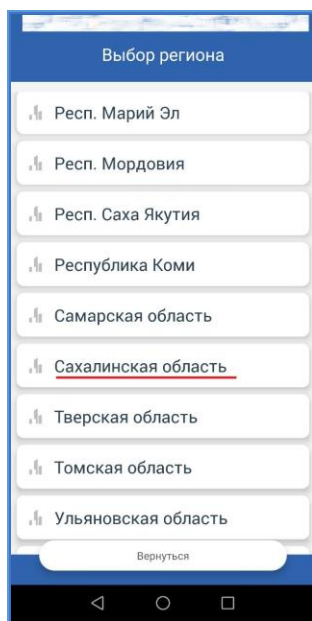 Выбор региона
Респ. Марий Эл
Респ. Мордовия
Респ. Саха Якутия
Республика Коми
Самарская область
Сахалинская область
Тверская область
Томская область
Ульяновская область
Вернуться